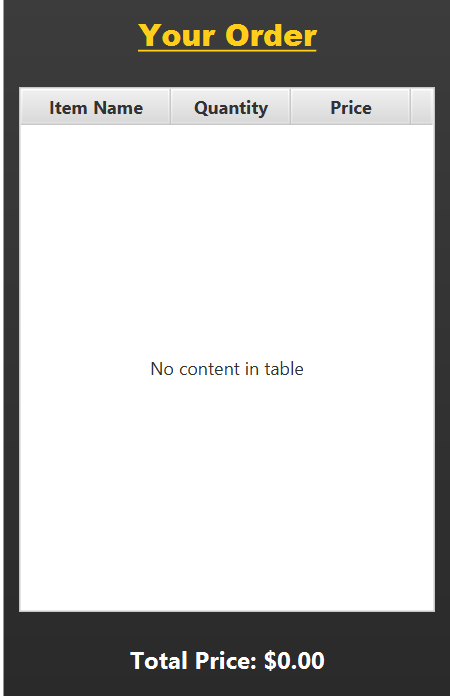 Your Order
Item Name Quantity Price
No content in table
Total Price: $0.00